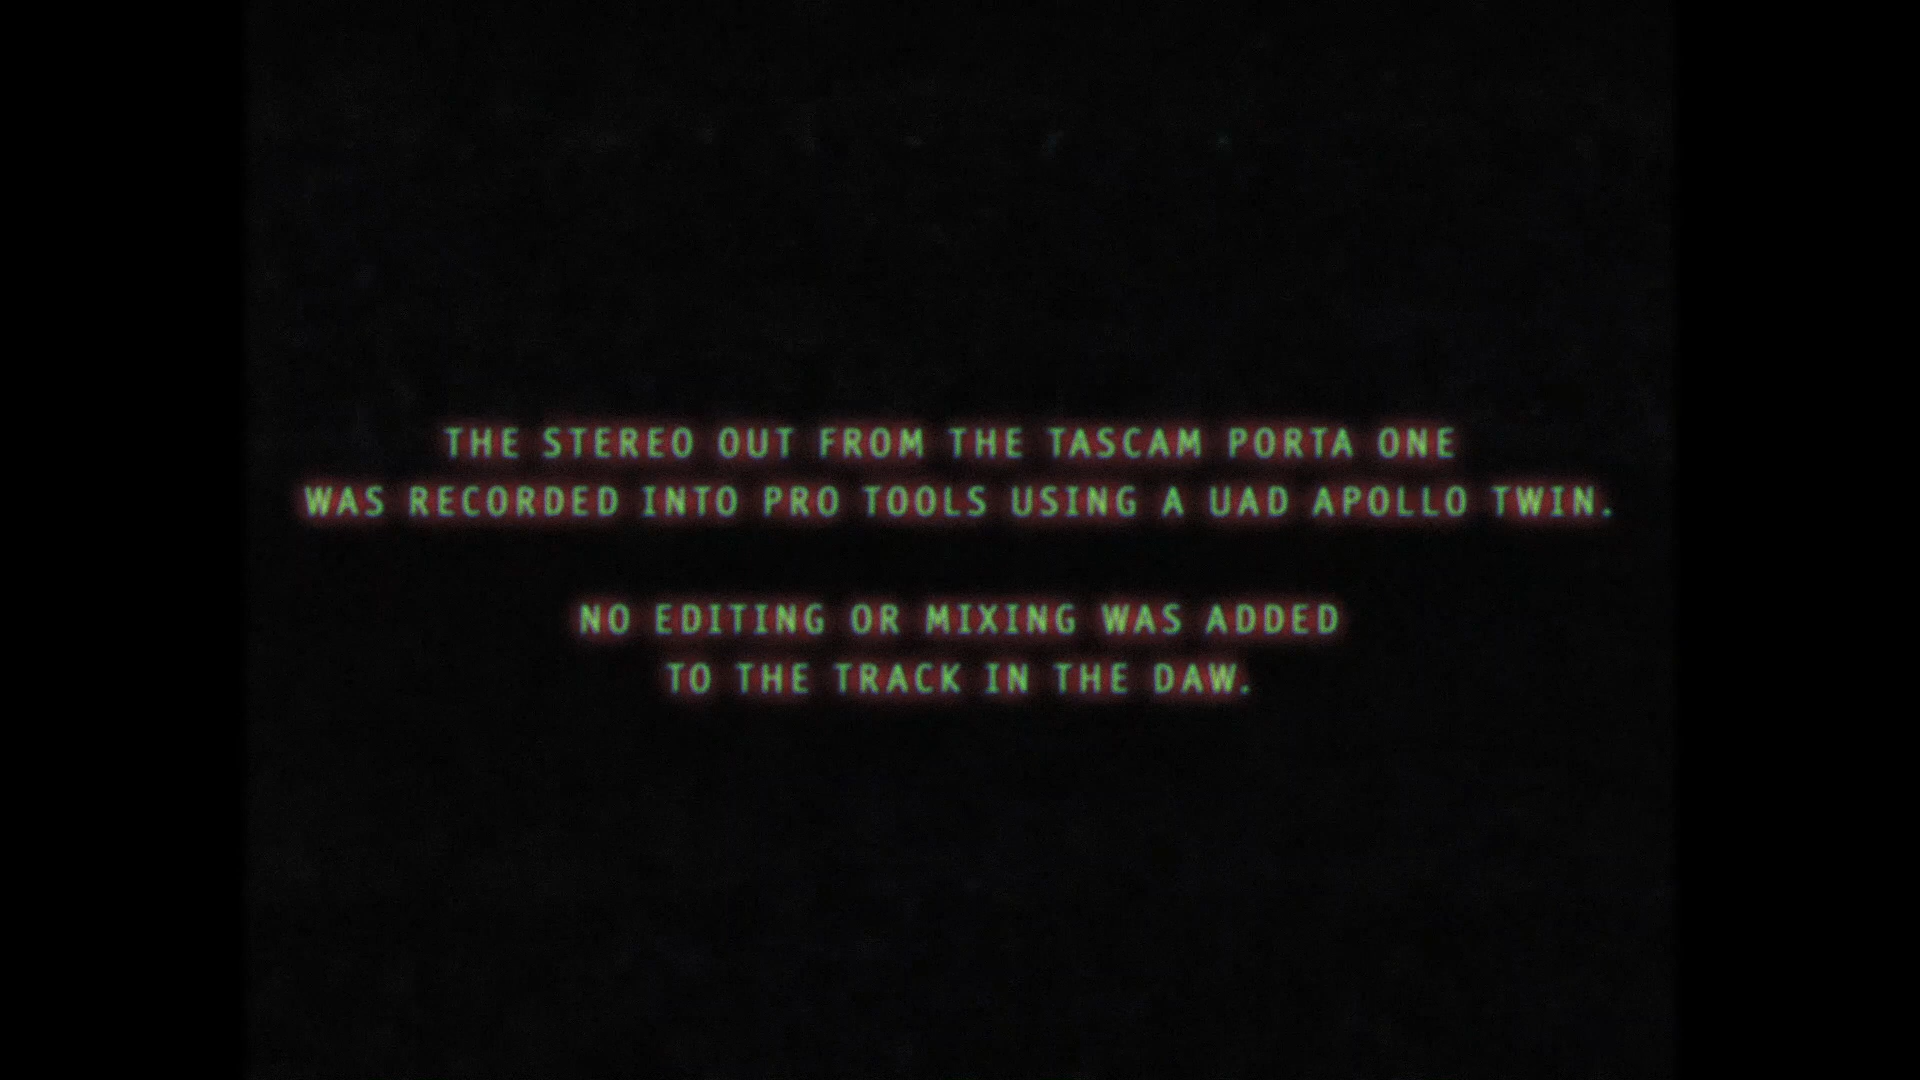 THE STEREO OUT FROM THE TASCAM PORTA ONE
WAS RECORDED INTO PRO TOOLS USING A UAD APOLLO TWIN.
NO EDITING OR MIXING WAS ADDED
TO THE TRACK IN THE DAW.